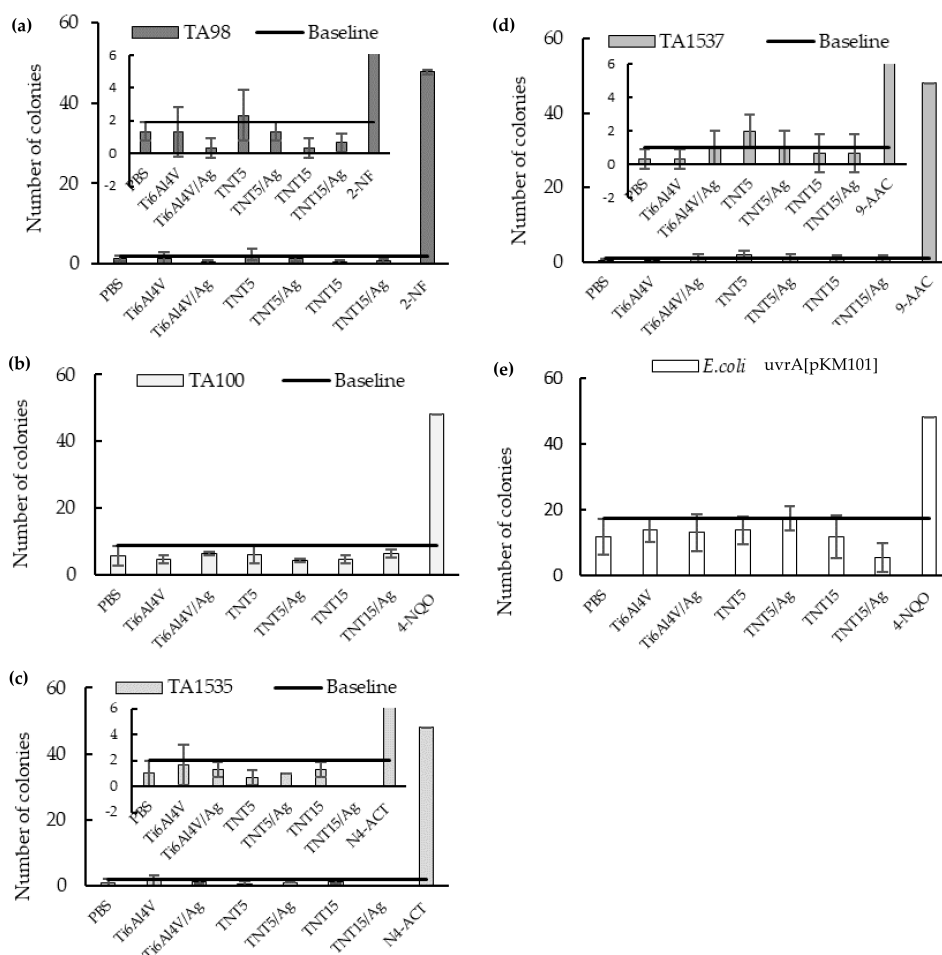 (a)
TA98 Baseline
Number of colonies
60
40
20
0
6
4
2
0
-2
PBS Ti6Al4V Ti6Al4V/Ag TNT5 TNT5/Ag TNT15 TNT15/Ag 2-NF
PBS Ti6Al4V Ti6Al4V/Ag TNT5 TNT5/Ag TNT15 TNT15/Ag 2-NF
(d)
TA1537 Baseline
Number of colonies
60
40
20
0
6
4
2
0
-2
PBS Ti6Al4V Ti6Al4V/Ag TNT5 TNT5/Ag TNT15 TNT15/Ag 9-AAC
PBS Ti6Al4V Ti6Al4V/Ag TNT5 TNT5/Ag TNT15 TNT15/Ag 9-AAC
(b)
TA100 Baseline
Number of colonies
60
40
20
0
PBS Ti6Al4V Ti6Al4V/Ag TNT5 TNT5/Ag TNT15 TNT15/Ag 4-NQO
(e)
E.coli uvrA[pKM101]
Number of colonies
60
40
20
0
PBS Ti6Al4V Ti6Al4V/Ag TNT5 TNT5/Ag TNT15 TNT15/Ag 4-NQO
(c)
TA1535 Baseline
Number of colonies
60
40
20
0
6
4
2
0
-2
PBS Ti6Al4V Ti6Al4V/Ag TNT5 TNT5/Ag TNT15 TNT15/Ag N4-ACT
PBS Ti6Al4V Ti6Al4V/Ag TNT5 TNT5/Ag TNT15 TNT15/Ag N4-ACT